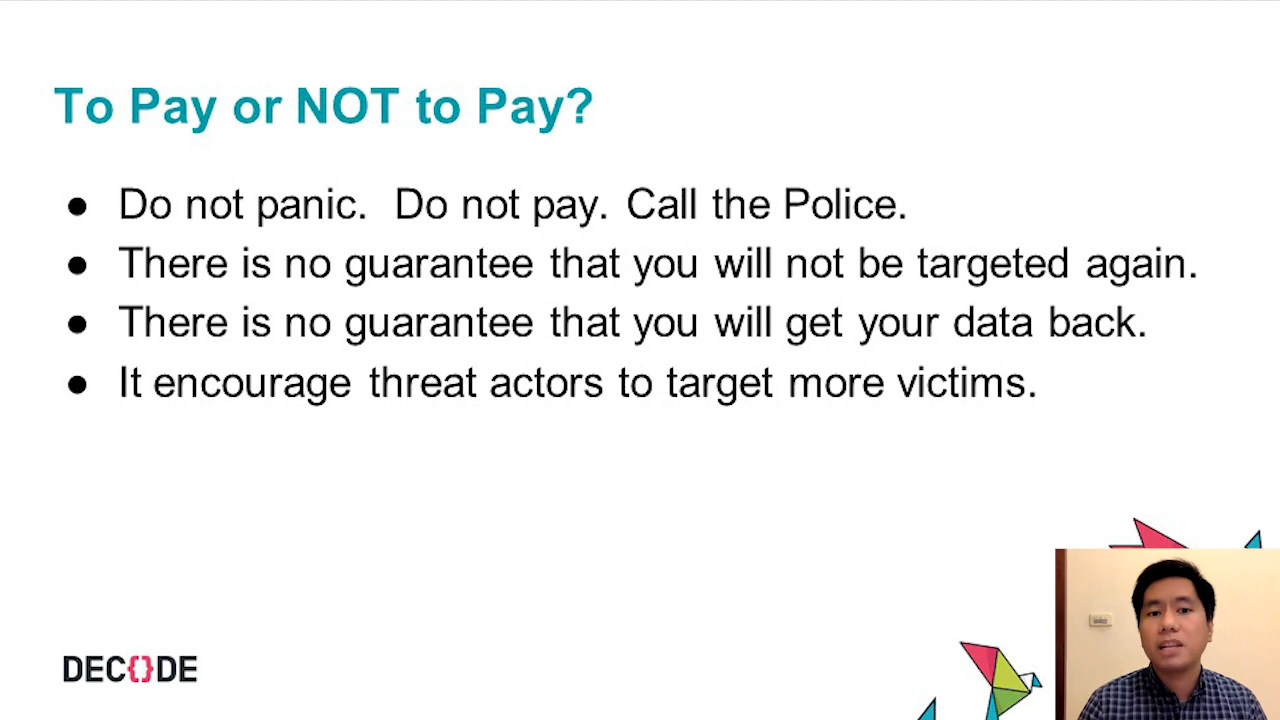 To Pay or NOT to Pay?
● Do not panic.  Do not pay. Call the Police.
● There is no guarantee that you will not be targeted again.
● There is no guarantee that you will get your data back.
● It encourage threat actors to target more victims.
DEC{}DE